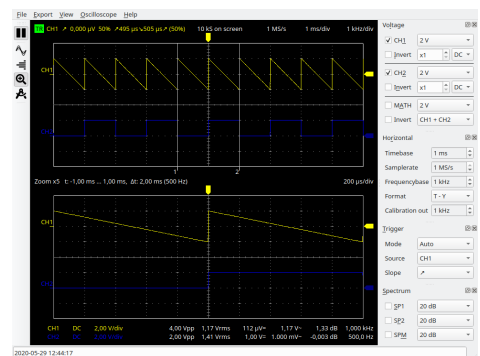 File Export View Oscilloscope Help
TR CH1 ↗ 0,000 µV 50% ↗495 µs↘505 µs↗ (50%) 10 kS on screen 1 MS/s 1 ms/div 1 kHz/div
CH1
CH2
1 2
Zoom x5 t: -1,00 ms ... 1,00 ms, Δt: 2,00 ms (500 Hz) 200 µs/div
CH1
CH2
CH1 DC 2,00 V/div 4,00 Vpp 1,17 Vrms 112 µV= 1,17 V~ 1,33 dB 1,000 kHz
CH2 DC 2,00 V/div 2,00 Vpp 1,41 Vrms 1,00 V= 1.000 mV~ -0,003 dB 500,0 Hz
Voltage
CH1 2 V
Invert x1 DC
CH2 2 V
Invert x1 DC
MATH 2 V
Invert CH1 + CH2
Horizontal
Timebase 1 ms
Samplerate 1 MS/s
Frequencybase 1 kHz
Format T - Y
Calibration out 1 kHz
Trigger
Mode Auto
Source CH1
Slope ↗
Spectrum
SP1 20 dB
SP2 20 dB
SPM 20 dB
2020-05-29 12:44:17